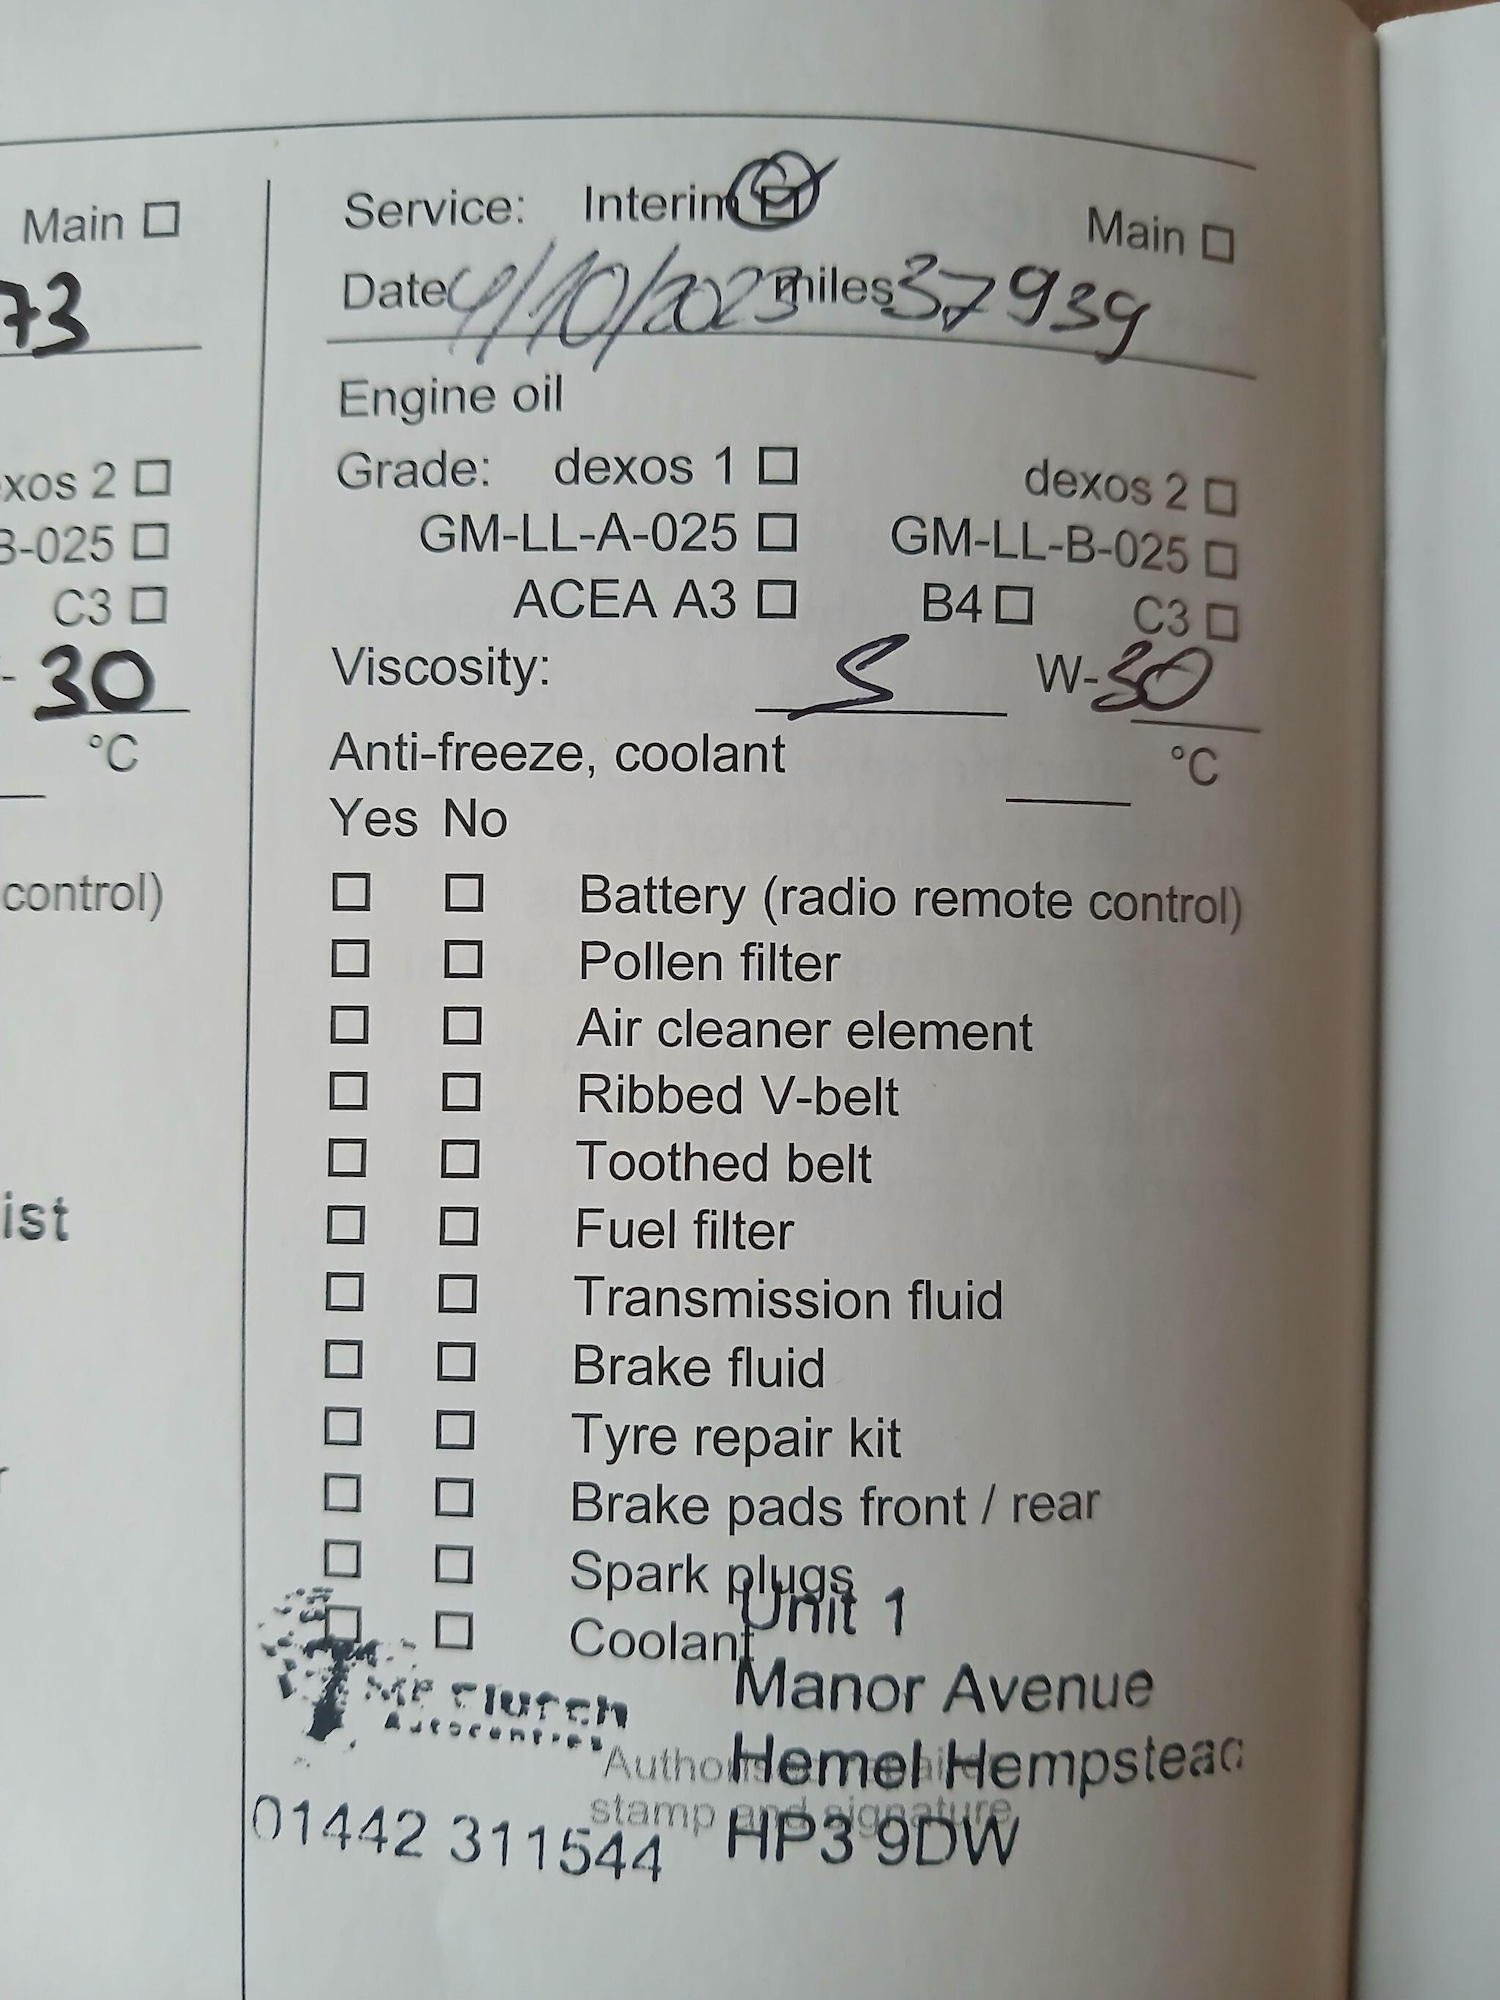 Main
73
xos 2
B-025
C3
- 30
°C
control)
ist
Service: Interim Main
Date 4/10/2023 miles 37939
Engine oil
Grade: dexos 1 dexos 2
GM-LL-A-025 GM-LL-B-025
ACEA A3 B4 C3
Viscosity: 5 W-30
Anti-freeze, coolant °C
Yes No
Battery (radio remote control)
Pollen filter
Air cleaner element
Ribbed V-belt
Toothed belt
Fuel filter
Transmission fluid
Brake fluid
Tyre repair kit
Brake pads front / rear
Spark plugs
Coolant
stamp and signature
Mr Clutch
Autocentres
01442 311544
Unit 1
Manor Avenue
Hemel Hempstead
HP3 9DW